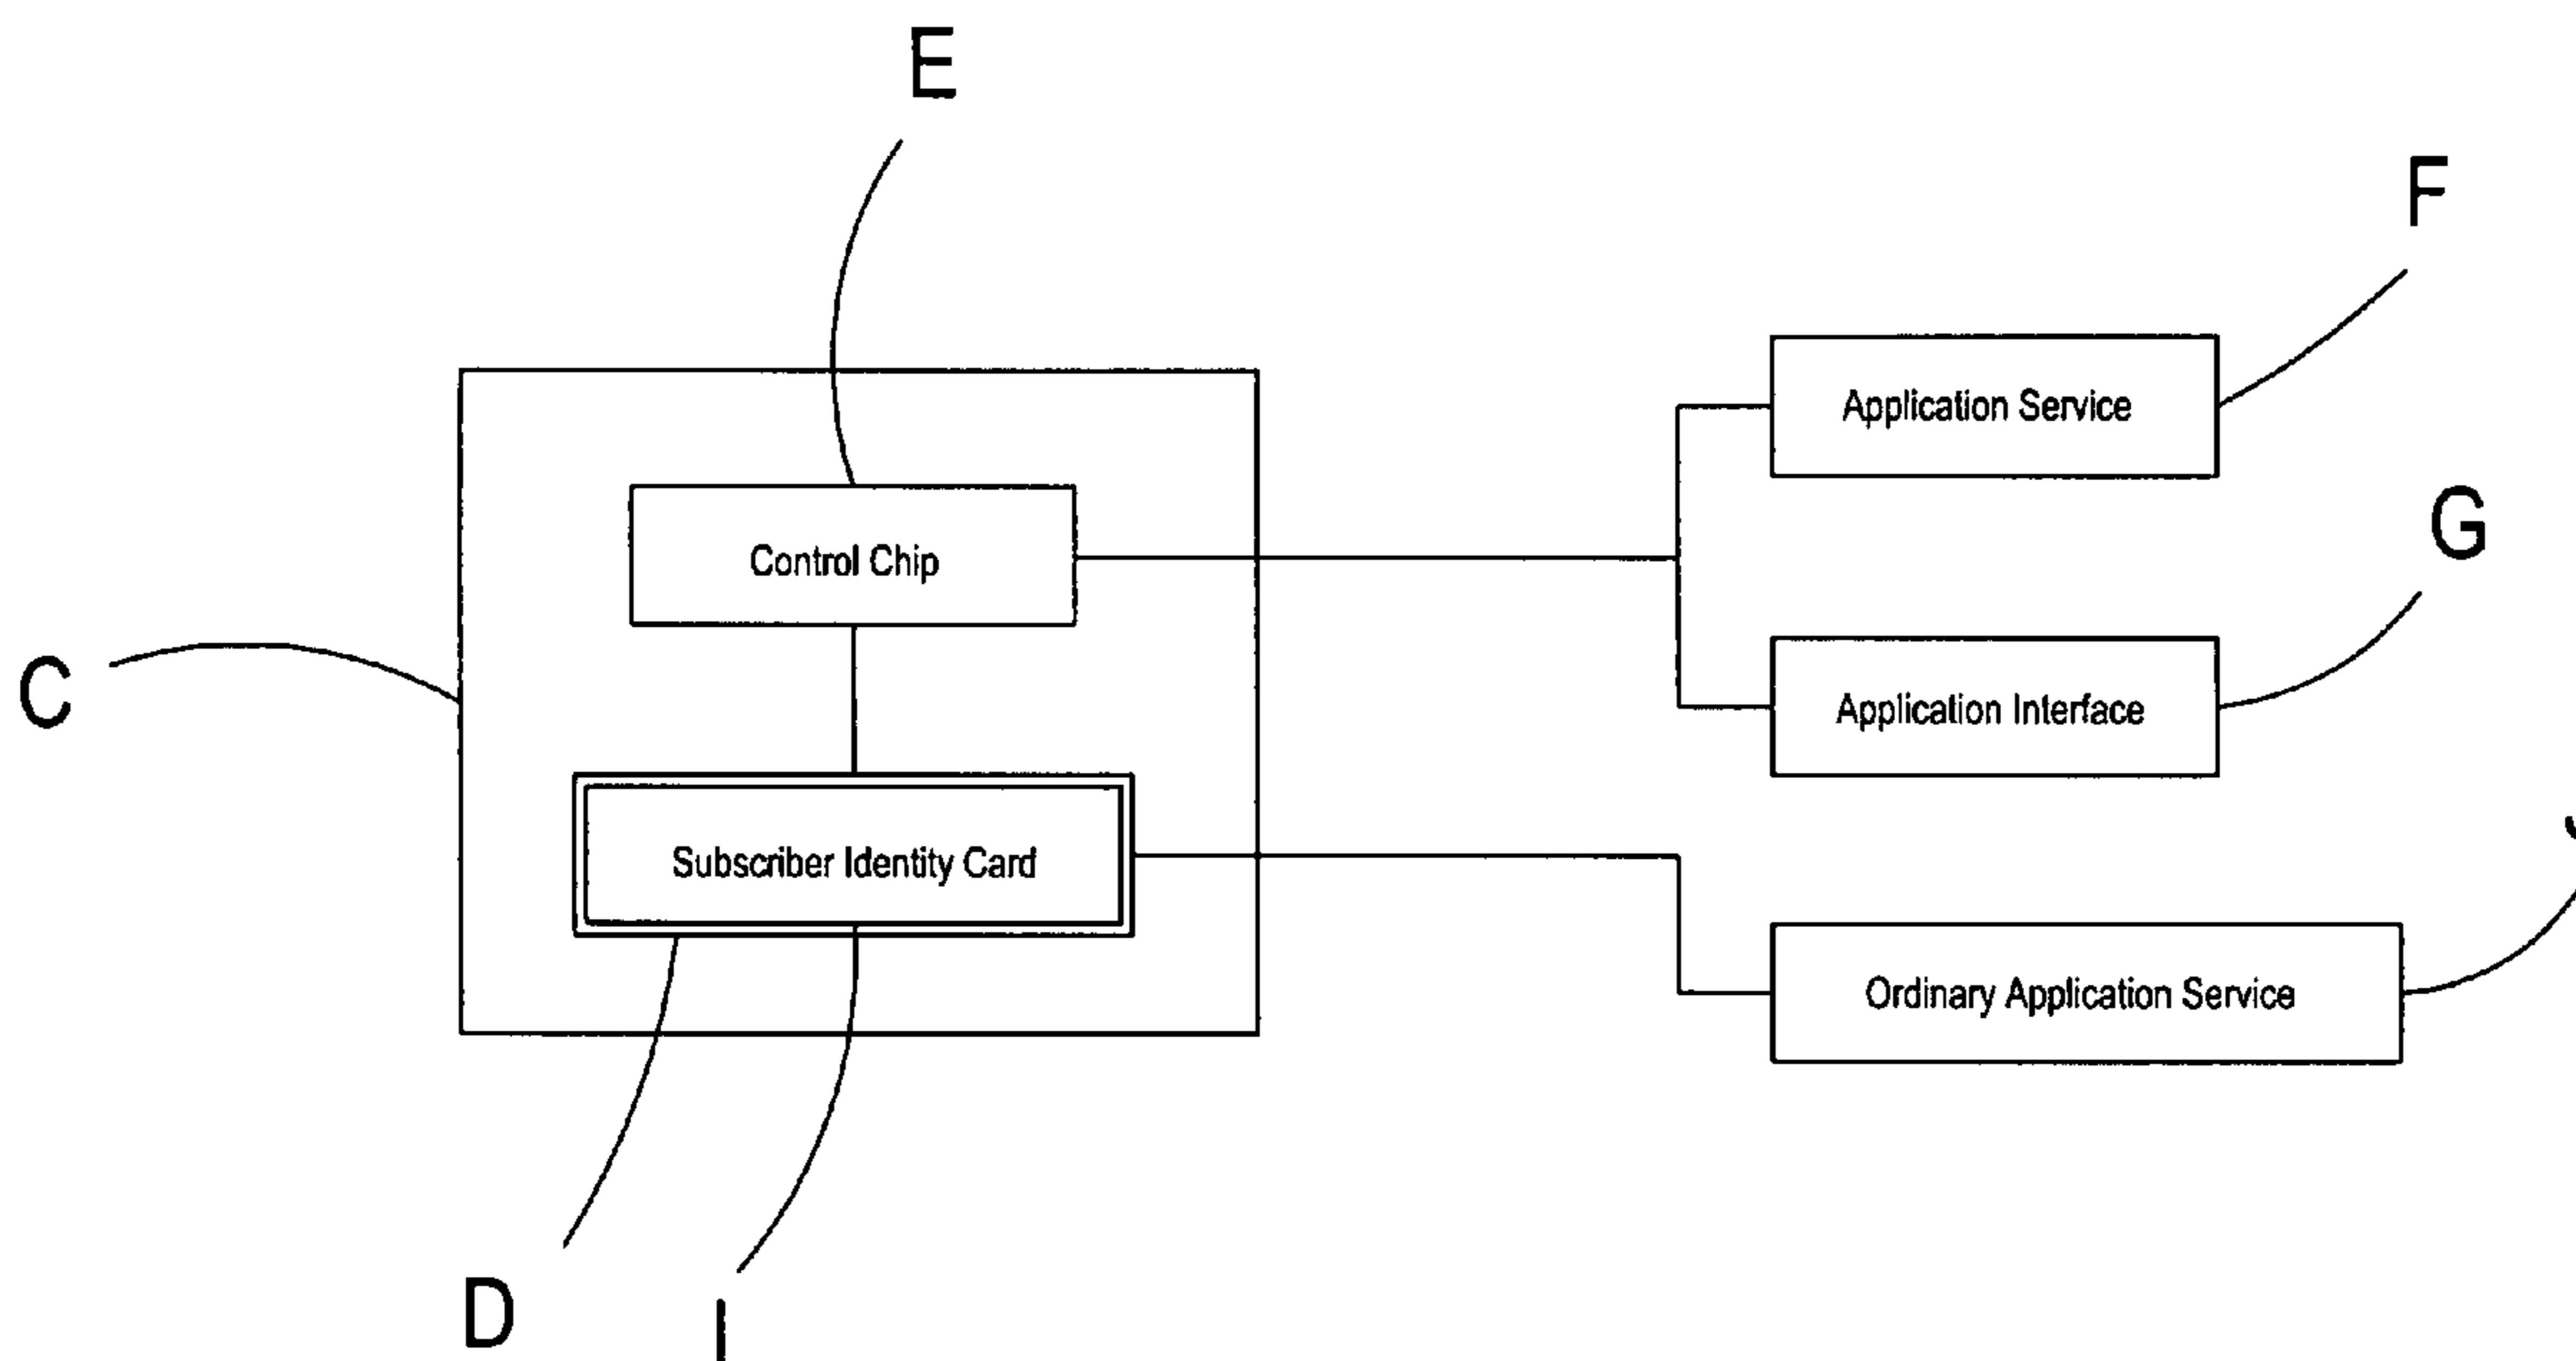 E
F
Application Service
G
Control Chip
C
Application Interface
Subscriber Identity Card
Ordinary Application Service
D
I